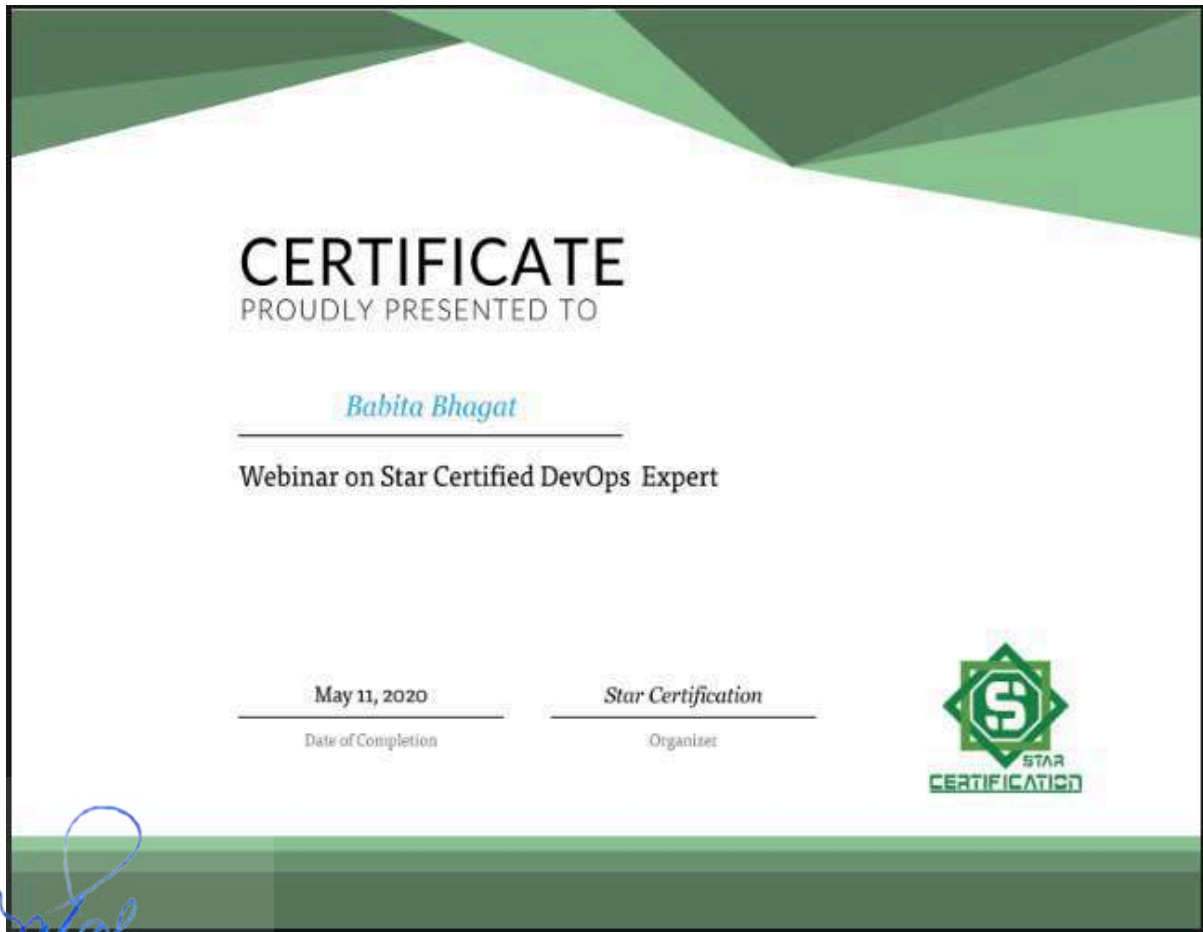 CERTIFICATE
PROUDLY PRESENTED TO
Babita Bhagat
Webinar on Star Certified DevOps Expert
May 11, 2020
Star Certification
Date of Completion
Organizer
S
STAR
CERTIFICATION